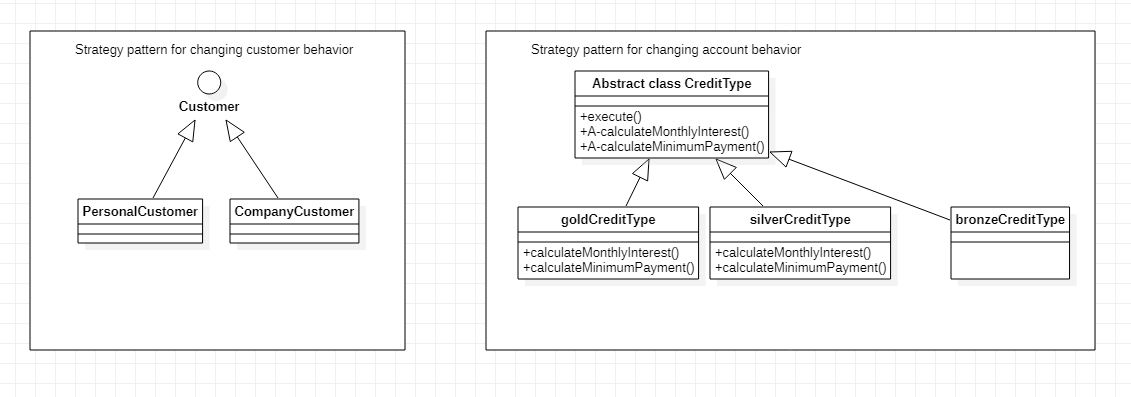 Strategy pattern for changing customer behavior
Customer
PersonalCustomer
CompanyCustomer
Strategy pattern for changing account behavior
Abstract class CreditType
+execute()
+A-calculateMonthlyInterest()
+A-calculateMinimumPayment()
goldCreditType
+calculateMonthlyInterest()
+calculateMinimumPayment()
silverCreditType
+calculateMonthlyInterest()
+calculateMinimumPayment()
bronzeCreditType